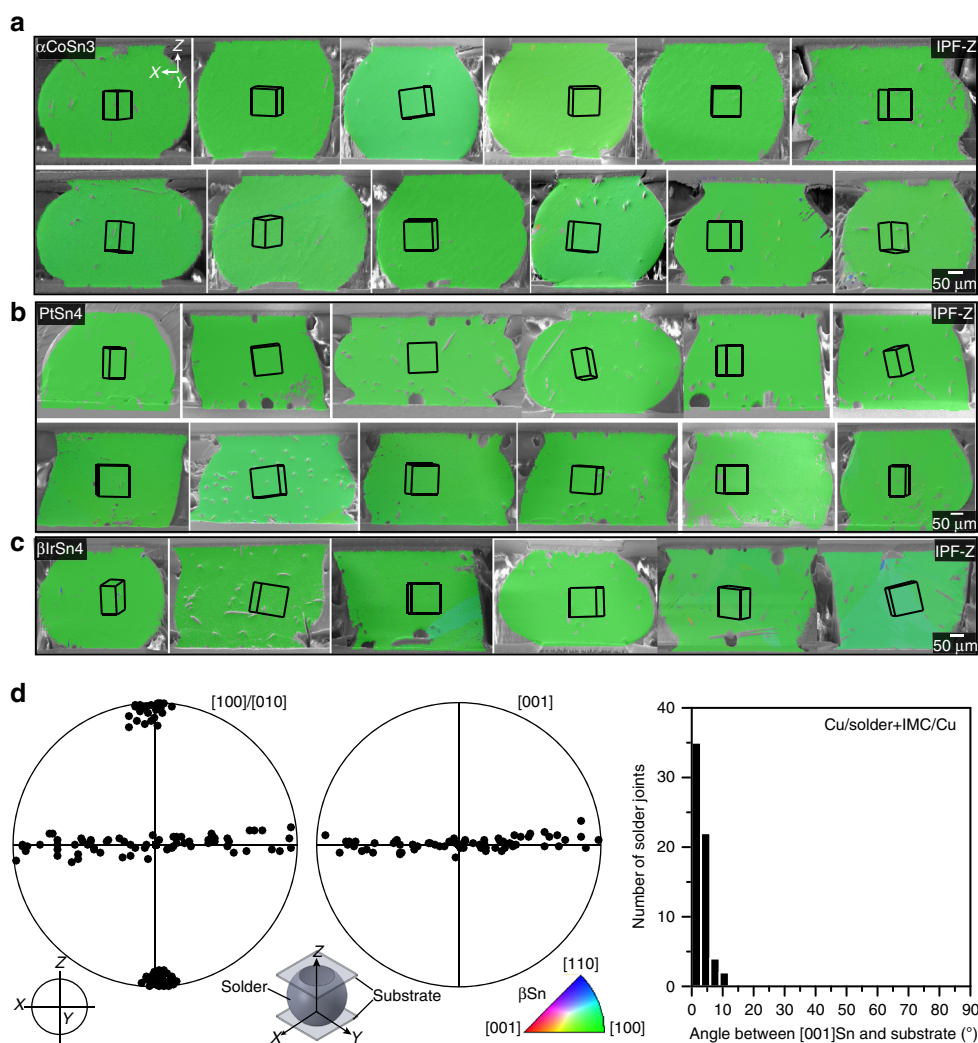 a
αCoSn3
Z
X
Y
IPF-Z
50 μm
b
PtSn4
IPF-Z
50 μm
c
βIrSn4
IPF-Z
50 μm
d
[100]/[010]
[001]
Z
X
Y
Solder
Z
Substrate
X
Y
[110]
βSn
[001]
[100]
Cu/solder+IMC/Cu
Number of solder joints
40
30
20
10
0
0 10 20 30 40 50 60 70 80 90
Angle between [001]Sn and substrate (°)